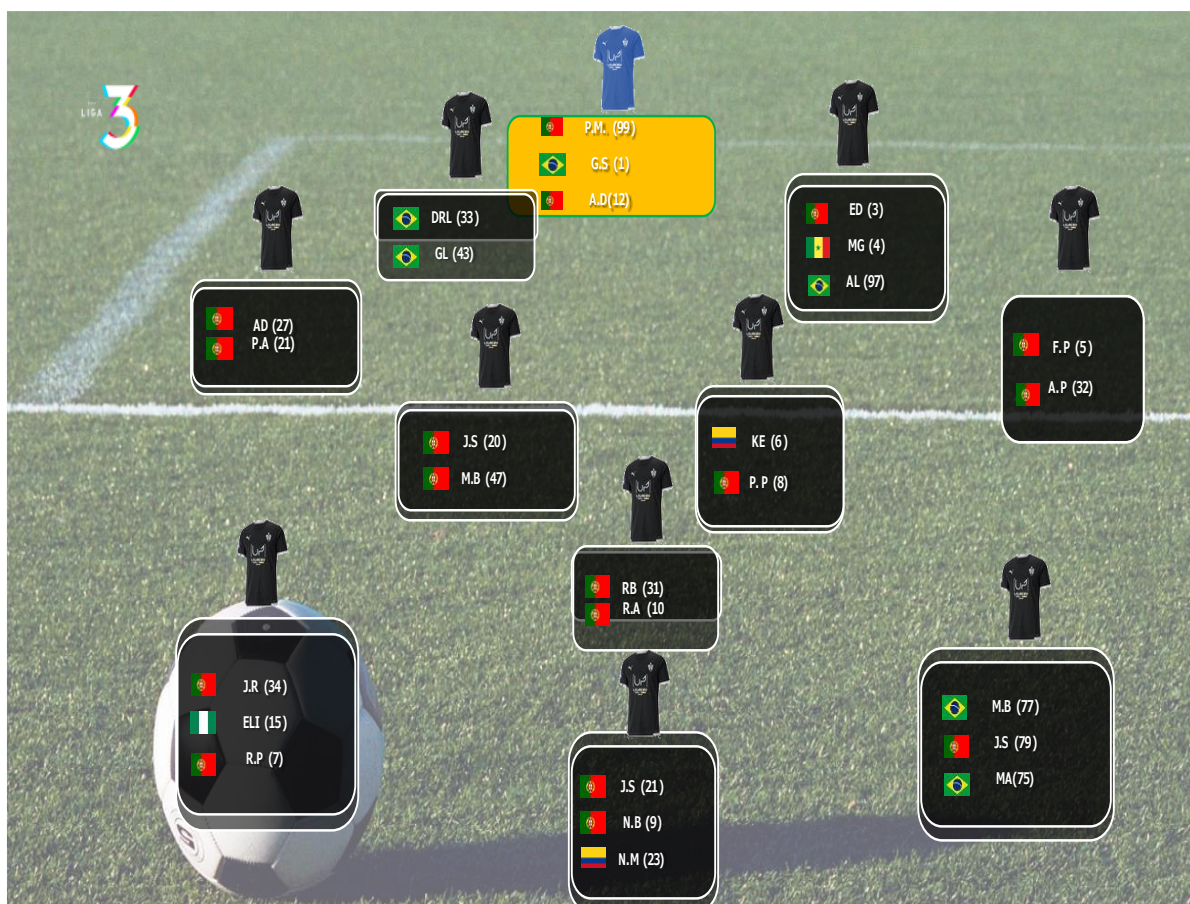 LIGA
3
P.M. (99)
G.S (1)
A.D(12)
DRL (33)
GL (43)
ED (3)
MG (4)
AL (97)
AD (27)
P.A (21)
F.P (5)
A.P (32)
J.S (20)
M.B (47)
KE (6)
P. P (8)
RB (31)
R.A (10
J.R (34)
ELI (15)
R.P (7)
M.B (77)
J.S (79)
MA(75)
J.S (21)
N.B (9)
N.M (23)